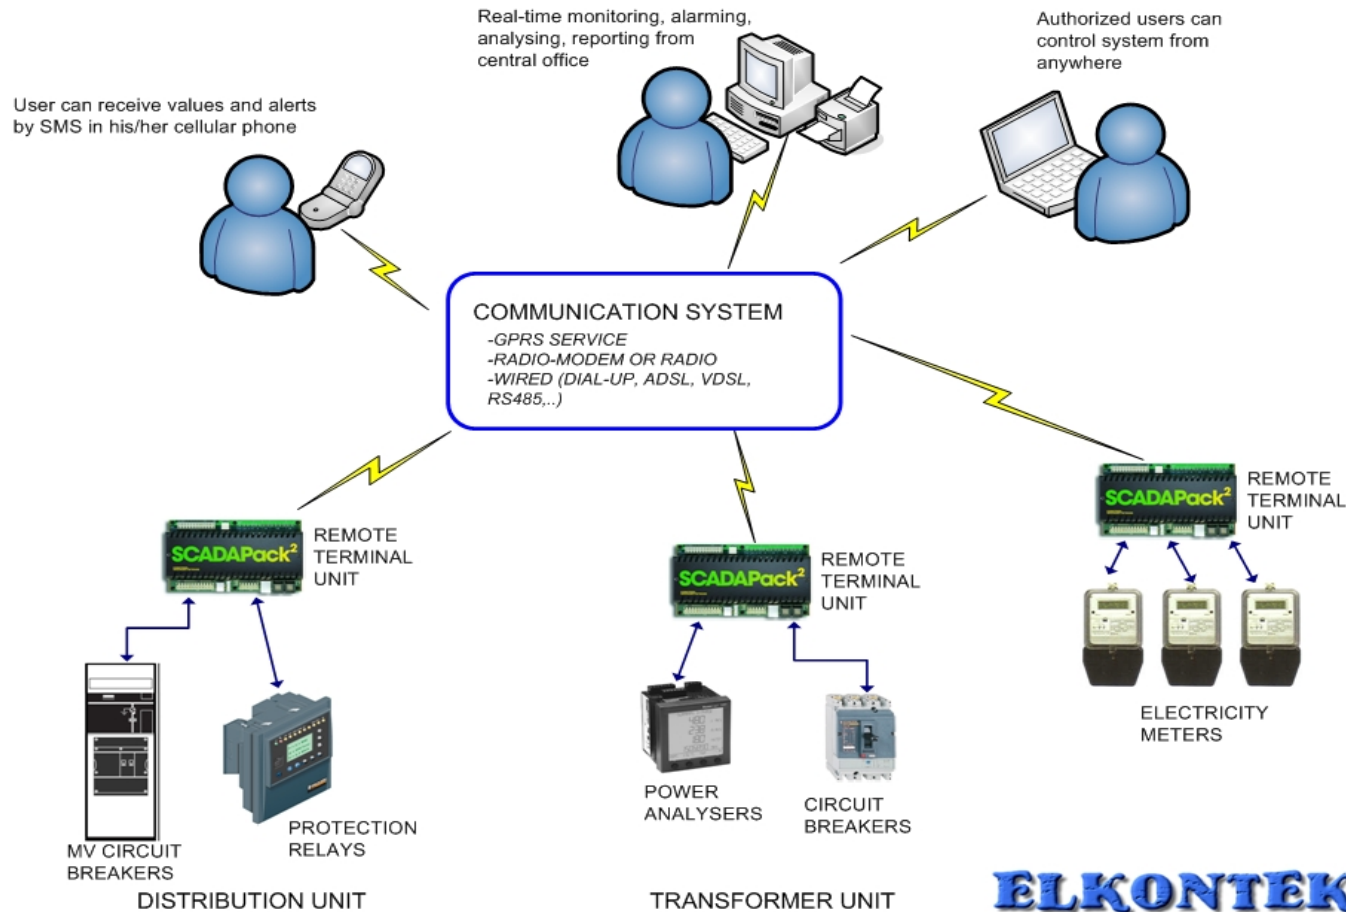 Real-time monitoring, alarming,
analysing, reporting from
central office
Authorized users can
control system from
anywhere
User can receive values and alerts
by SMS in his/her cellular phone
COMMUNICATION SYSTEM
-GPRS SERVICE
-RADIO-MODEM OR RADIO
-WIRED (DIAL-UP, ADSL, VDSL,
RS485,..)
SCADAPack²
REMOTE
TERMINAL
UNIT
SCADAPack²
REMOTE
TERMINAL
UNIT
SCADAPack²
REMOTE
TERMINAL
UNIT
MV CIRCUIT
BREAKERS
PROTECTION
RELAYS
DISTRIBUTION UNIT
POWER
ANALYSERS
CIRCUIT
BREAKERS
TRANSFORMER UNIT
ELECTRICITY
METERS
ELKONTEK